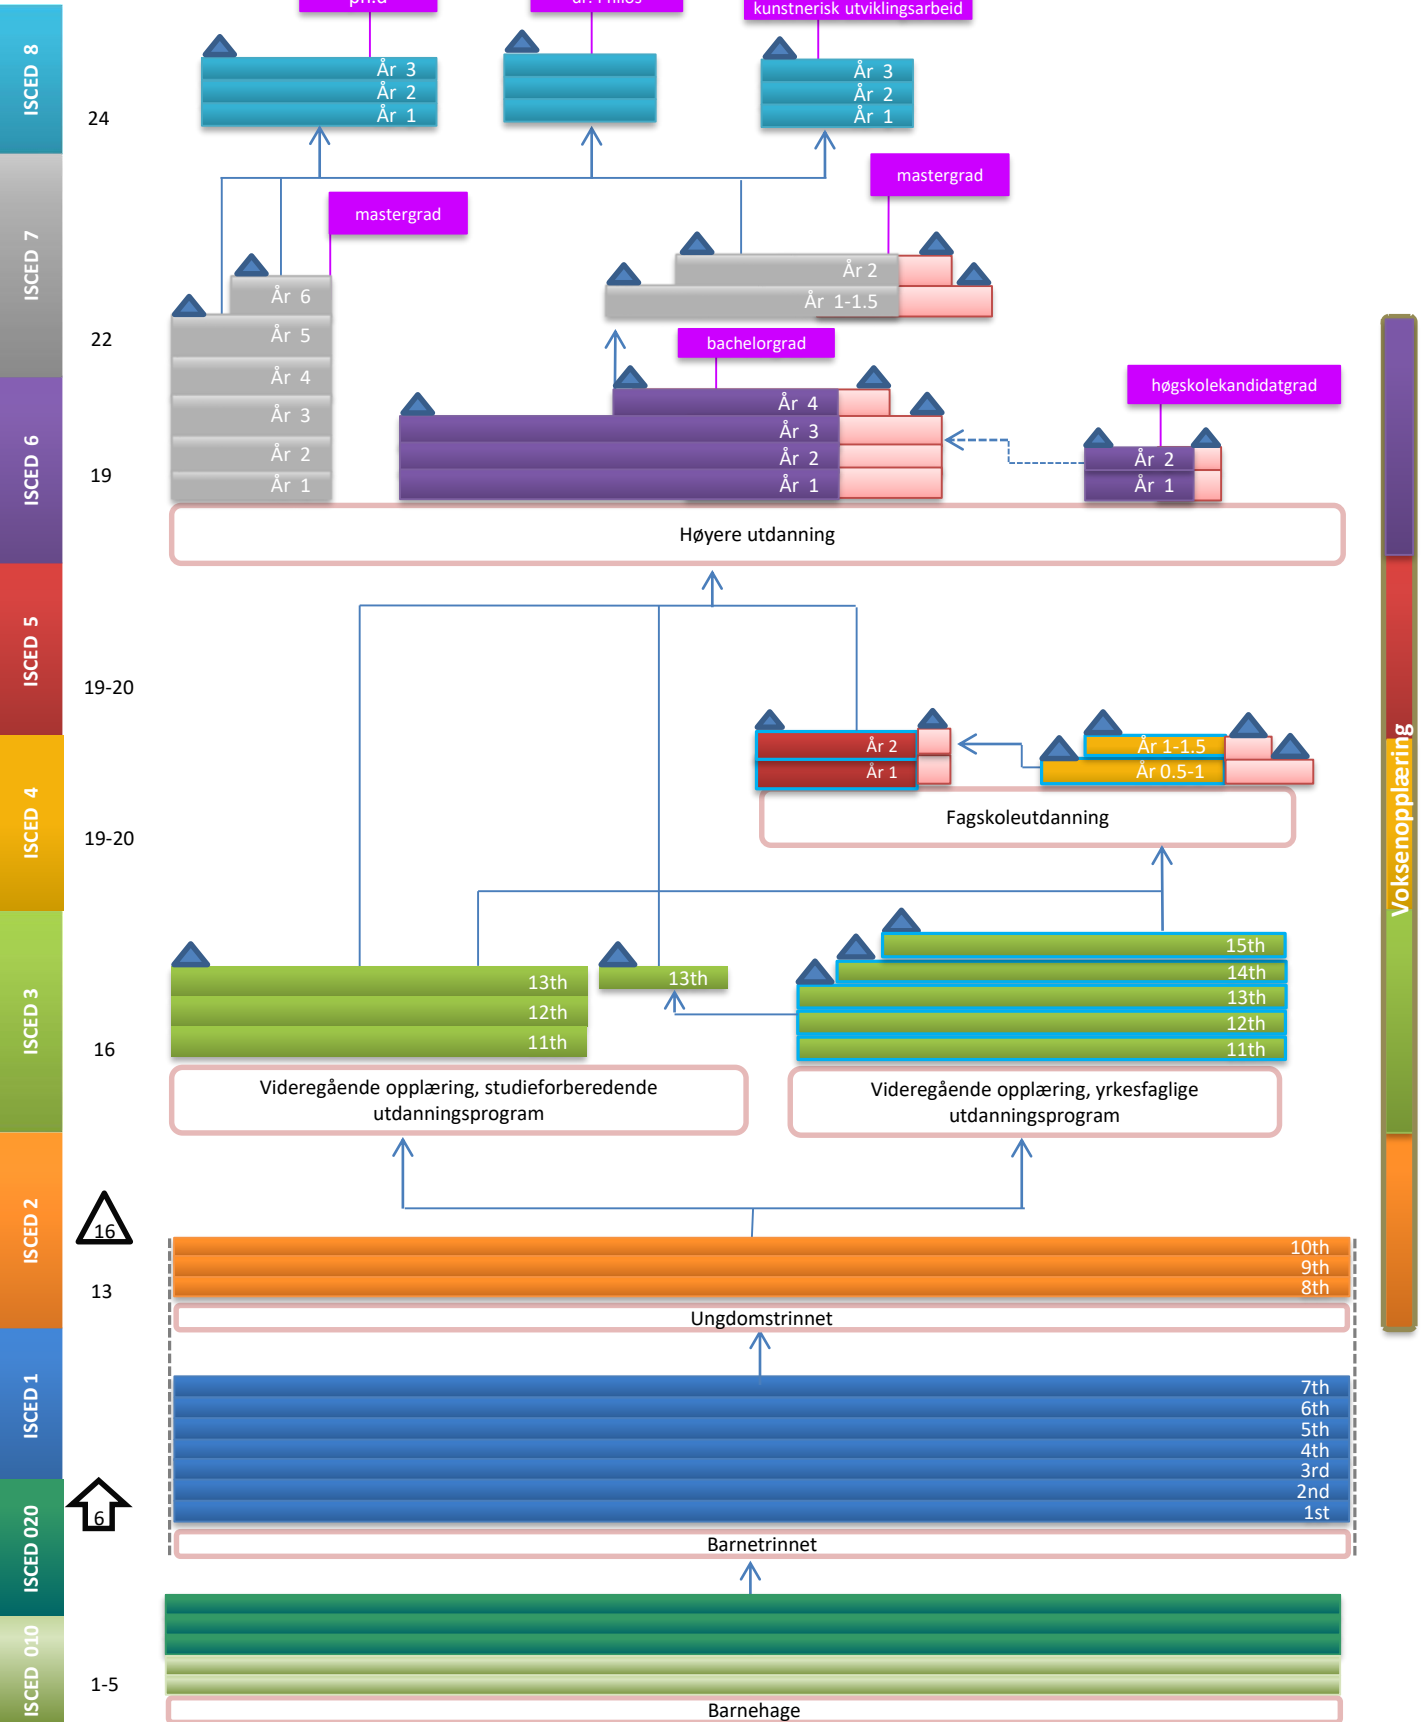 ph.d
dr. Philos
kunstnerisk utviklingsarbeid
ISCED 8
År 3
År 2
År 1
År 3
År 2
År 1
24
mastergrad
mastergrad
ISCED 7
År 6
År 5
År 4
År 3
År 2
År 1
År 2
År 1-1.5
22
bachelorgrad
høgskolekandidatgrad
ISCED 6
År 4
År 3
År 2
År 1
År 2
År 1
19
Høyere utdanning
ISCED 5
19-20
År 2
År 1
År 1-1.5
År 0.5-1
Fagskoleutdanning
ISCED 4
19-20
Voksenopplæring
ISCED 3
13th
12th
11th
13th
15th
14th
13th
12th
11th
16
Videregående opplæring, studieforberedende
utdanningsprogram
Videregående opplæring, yrkesfaglige
utdanningsprogram
ISCED 2
16
13
10th
9th
8th
Ungdomstrinnet
ISCED 1
7th
6th
5th
4th
3rd
2nd
1st
6
Barnetrinnet
ISCED 020
ISCED 010
1-5
Barnehage